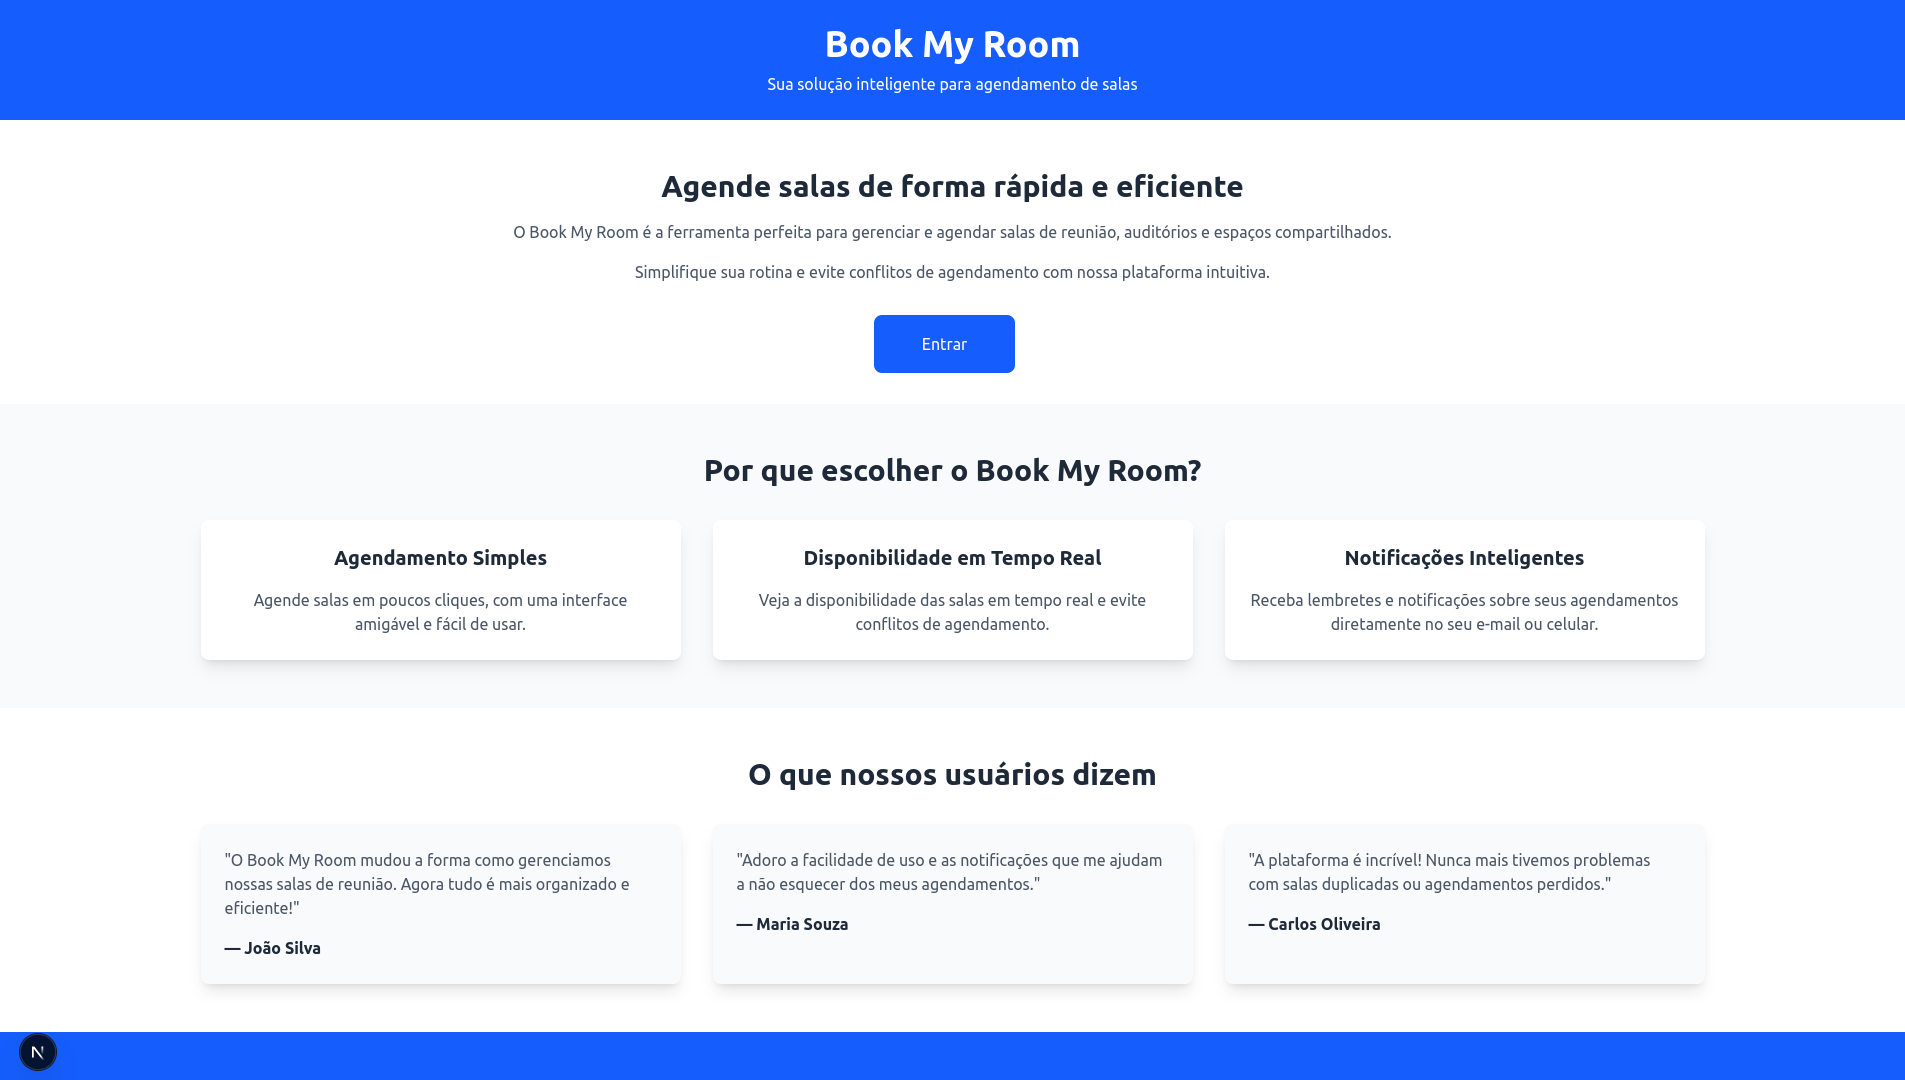 Book My Room
Sua solução inteligente para agendamento de salas
Agende salas de forma rápida e eficiente
O Book My Room é a ferramenta perfeita para gerenciar e agendar salas de reunião, auditórios e espaços compartilhados.
Simplifique sua rotina e evite conflitos de agendamento com nossa plataforma intuitiva.
Entrar
Por que escolher o Book My Room?
Agendamento Simples
Agende salas em poucos cliques, com uma interface
amigável e fácil de usar.
Disponibilidade em Tempo Real
Veja a disponibilidade das salas em tempo real e evite
conflitos de agendamento.
Notificações Inteligentes
Receba lembretes e notificações sobre seus agendamentos
diretamente no seu e-mail ou celular.
O que nossos usuários dizem
"O Book My Room mudou a forma como gerenciamos
nossas salas de reunião. Agora tudo é mais organizado e
eficiente!"
— João Silva
"Adoro a facilidade de uso e as notificações que me ajudam
a não esquecer dos meus agendamentos."
— Maria Souza
"A plataforma é incrível! Nunca mais tivemos problemas
com salas duplicadas ou agendamentos perdidos."
— Carlos Oliveira
N